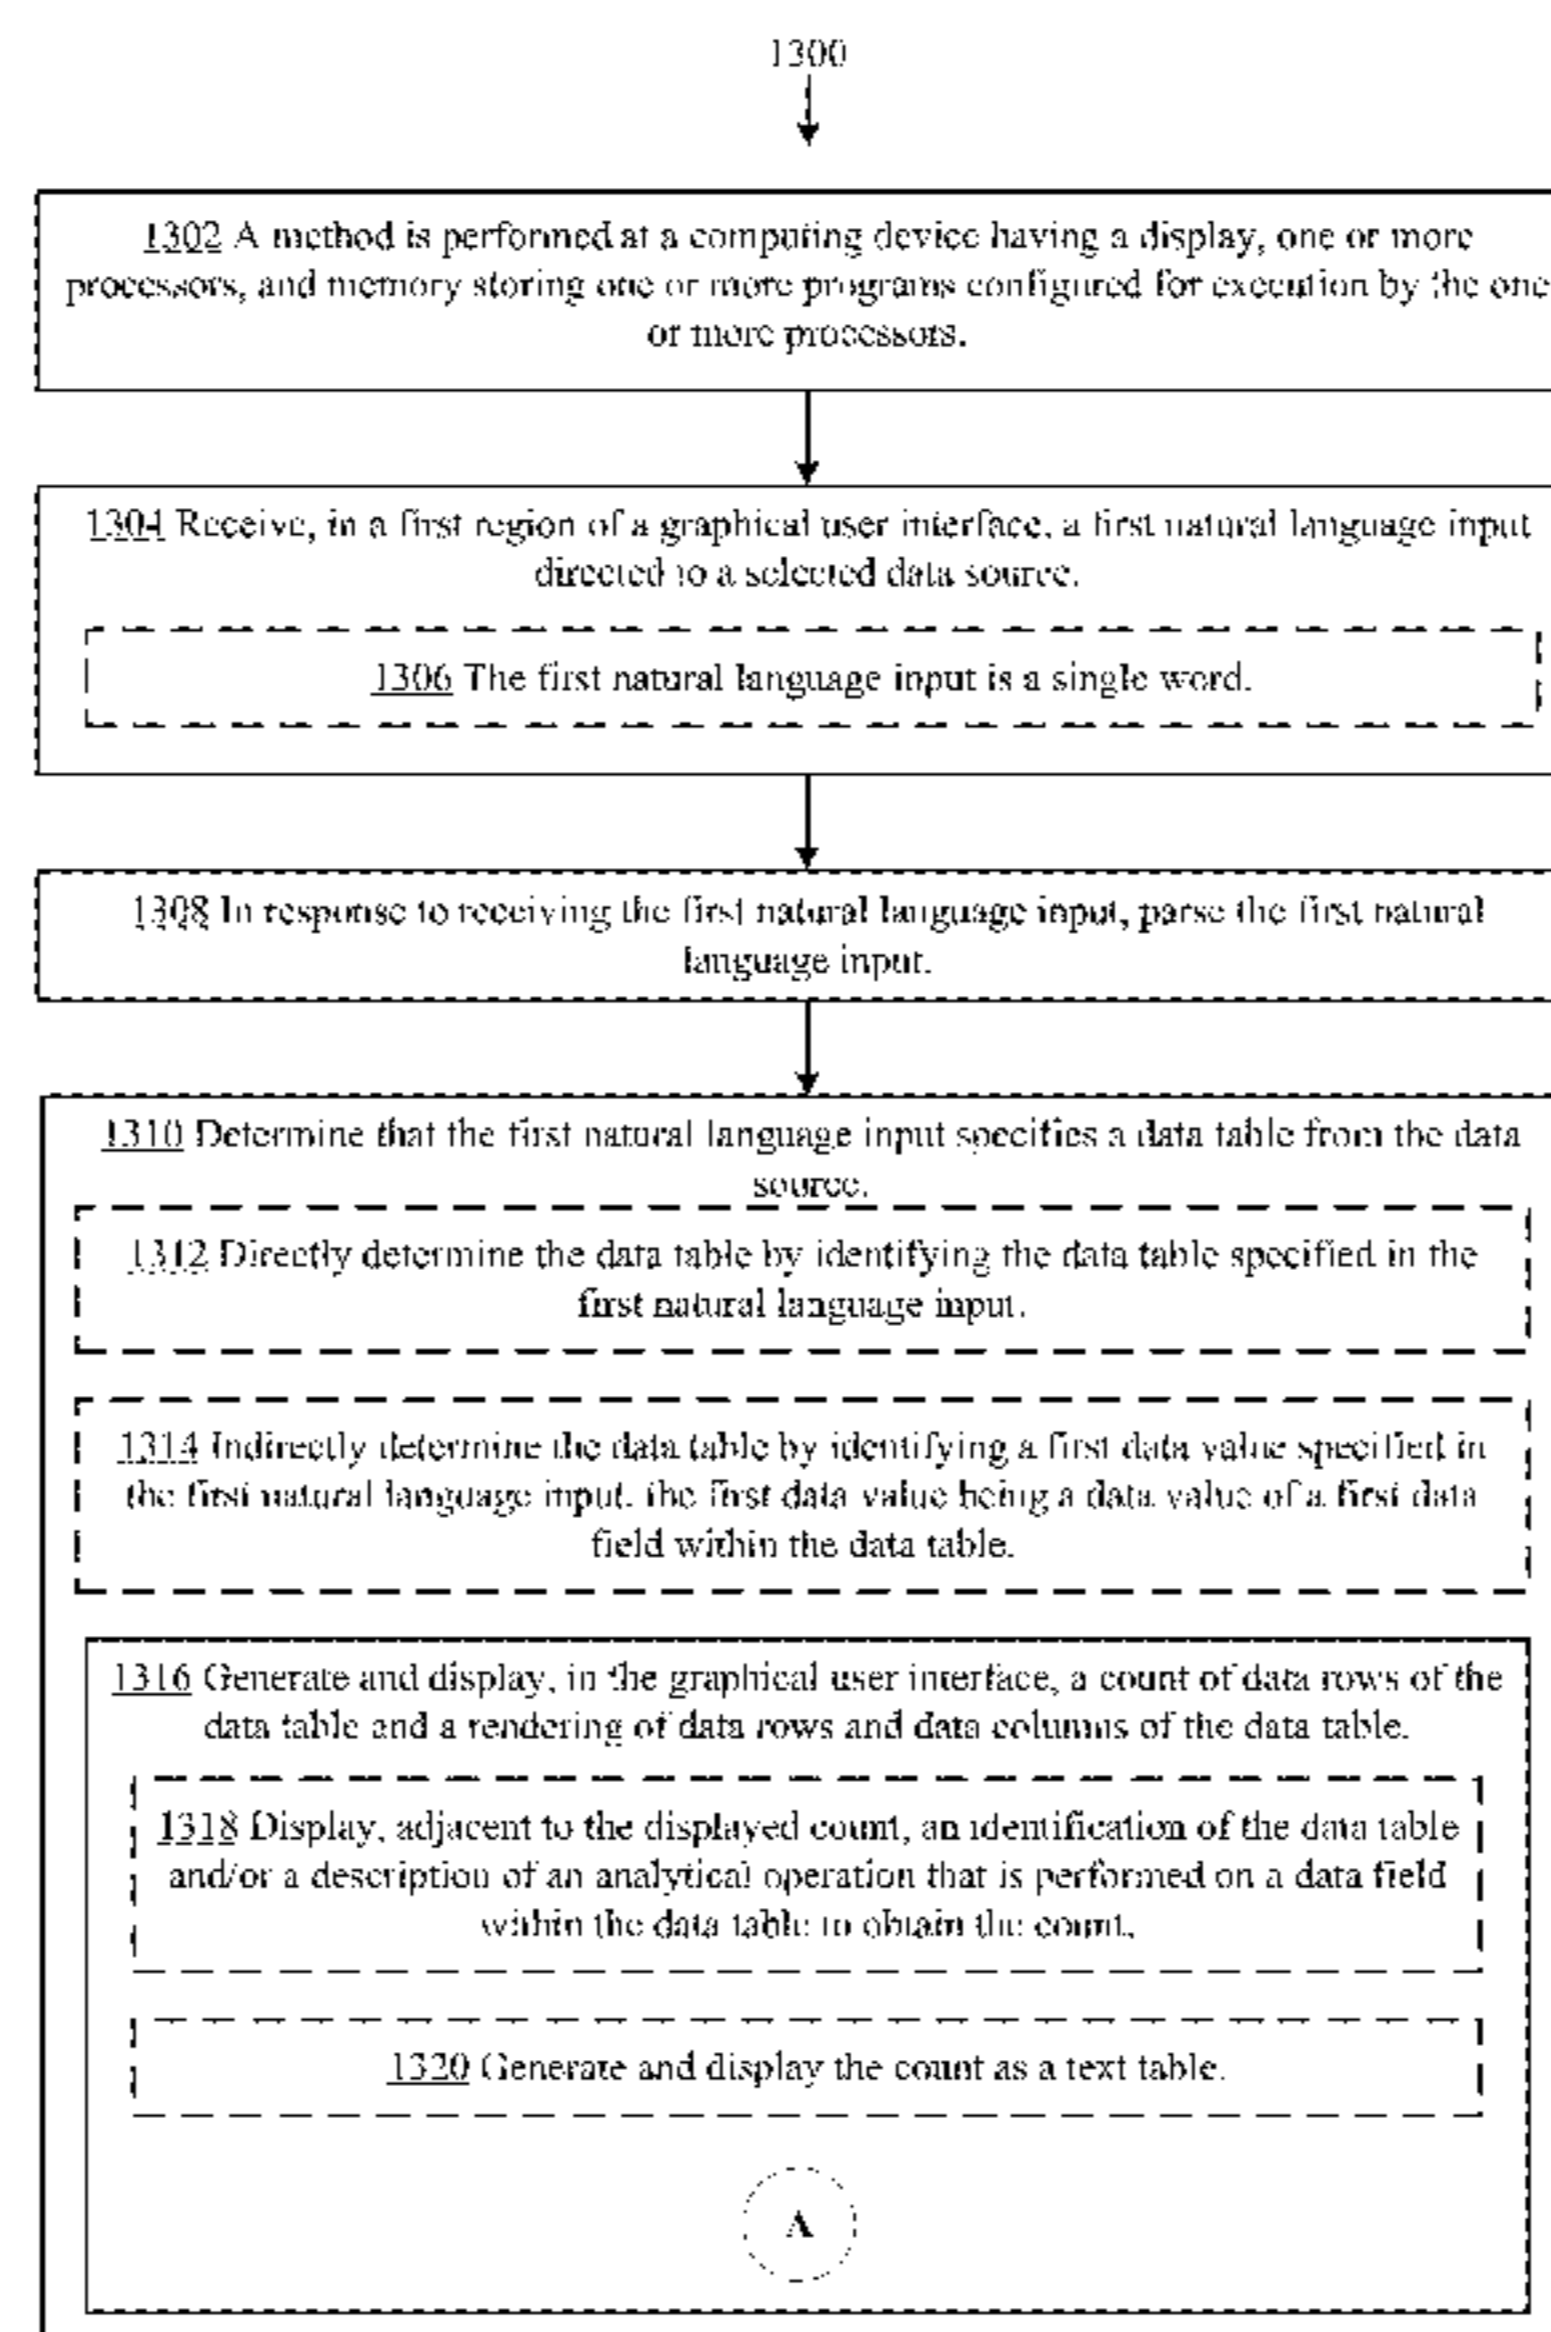 1300
1302 A method is performed at a computing device having a display, one or more
processors, and memory storing one or more programs configured for execution by the one
or more processors.
1304 Receive, in a first region of a graphical user interface, a first natural language input
directed to a selected data source.
1306 The first natural language input is a single word.
1308 In response to receiving the first natural language input, parse the first natural
language input.
1310 Determine that the first natural language input specifies a data table from the data
source.
1312 Directly determine the data table by identifying the data table specified in the
first natural language input.
1314 Indirectly determine the data table by identifying a first data value specified in
the first natural language input, the first data value being a data value of a first data
field within the data table.
1316 Generate and display, in the graphical user interface, a count of data rows of the
data table and a rendering of data rows and data columns of the data table.
1318 Display, adjacent to the displayed count, an identification of the data table
and/or a description of an analytical operation that is performed on a data field
within the data table to obtain the count.
1320 Generate and display the count as a text table.
A